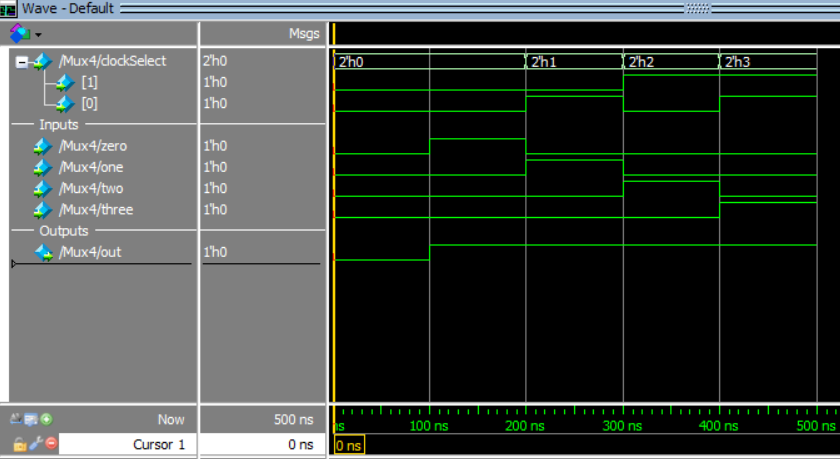 Wave - Default
Msgs
/Mux4/clockSelect 2'h0 2'h0 2'h1 2'h2 2'h3
[1] 1'h0
[0] 1'h0
Inputs
/Mux4/zero 1'h0
/Mux4/one 1'h0
/Mux4/two 1'h0
/Mux4/three 1'h0
Outputs
/Mux4/out 1'h0
Now 500 ns ns 100 ns 200 ns 300 ns 400 ns 500 ns
Cursor 1 0 ns 0 ns